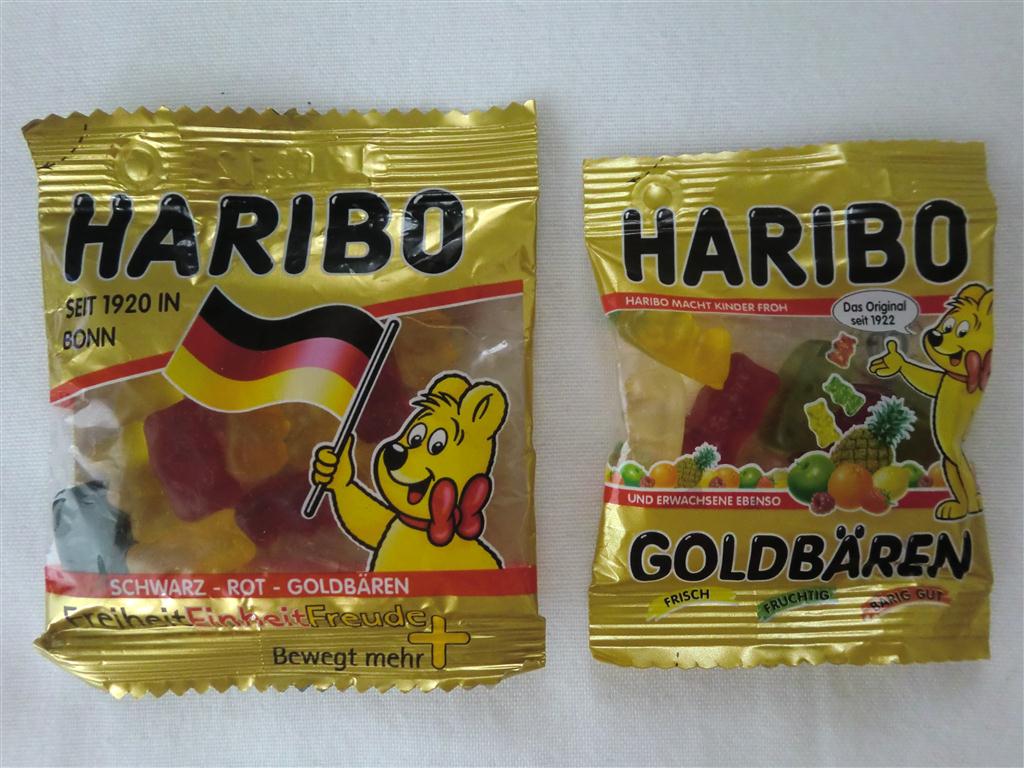 HARIBO
SEIT 1920 IN
BONN
SCHWARZ - ROT - GOLDBÄREN
FreiheitEinheitFreude
Bewegt mehr+
HARIBO
HARIBO MACHT KINDER FROH
Das Original
seit 1922
UND ERWACHSENE EBENSO
GOLDBÄREN
FRISCH FRUCHTIG BÄRIG GUT